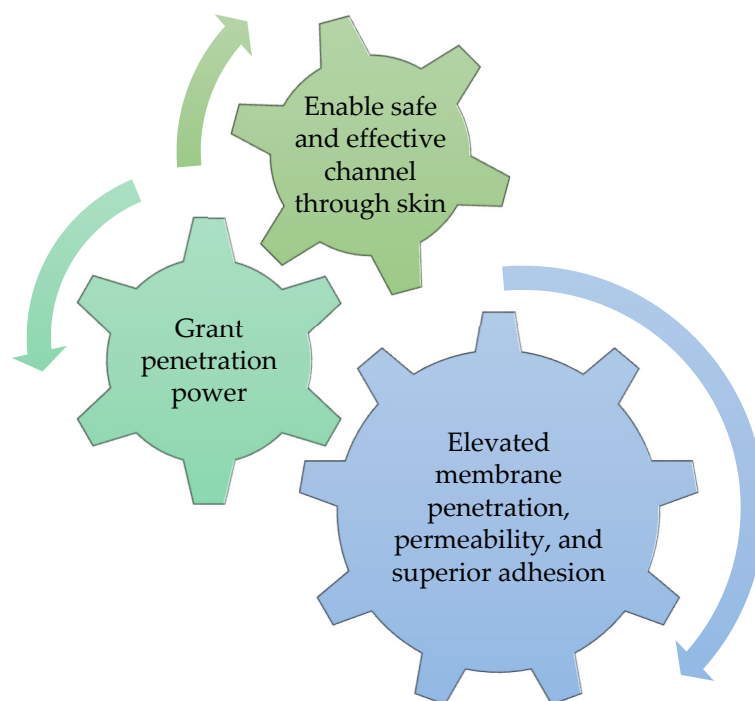 Enable safe
and effective
channel
through skin
Grant
penetration
power
Elevated
membrane
penetration,
permeability, and
superior adhesion